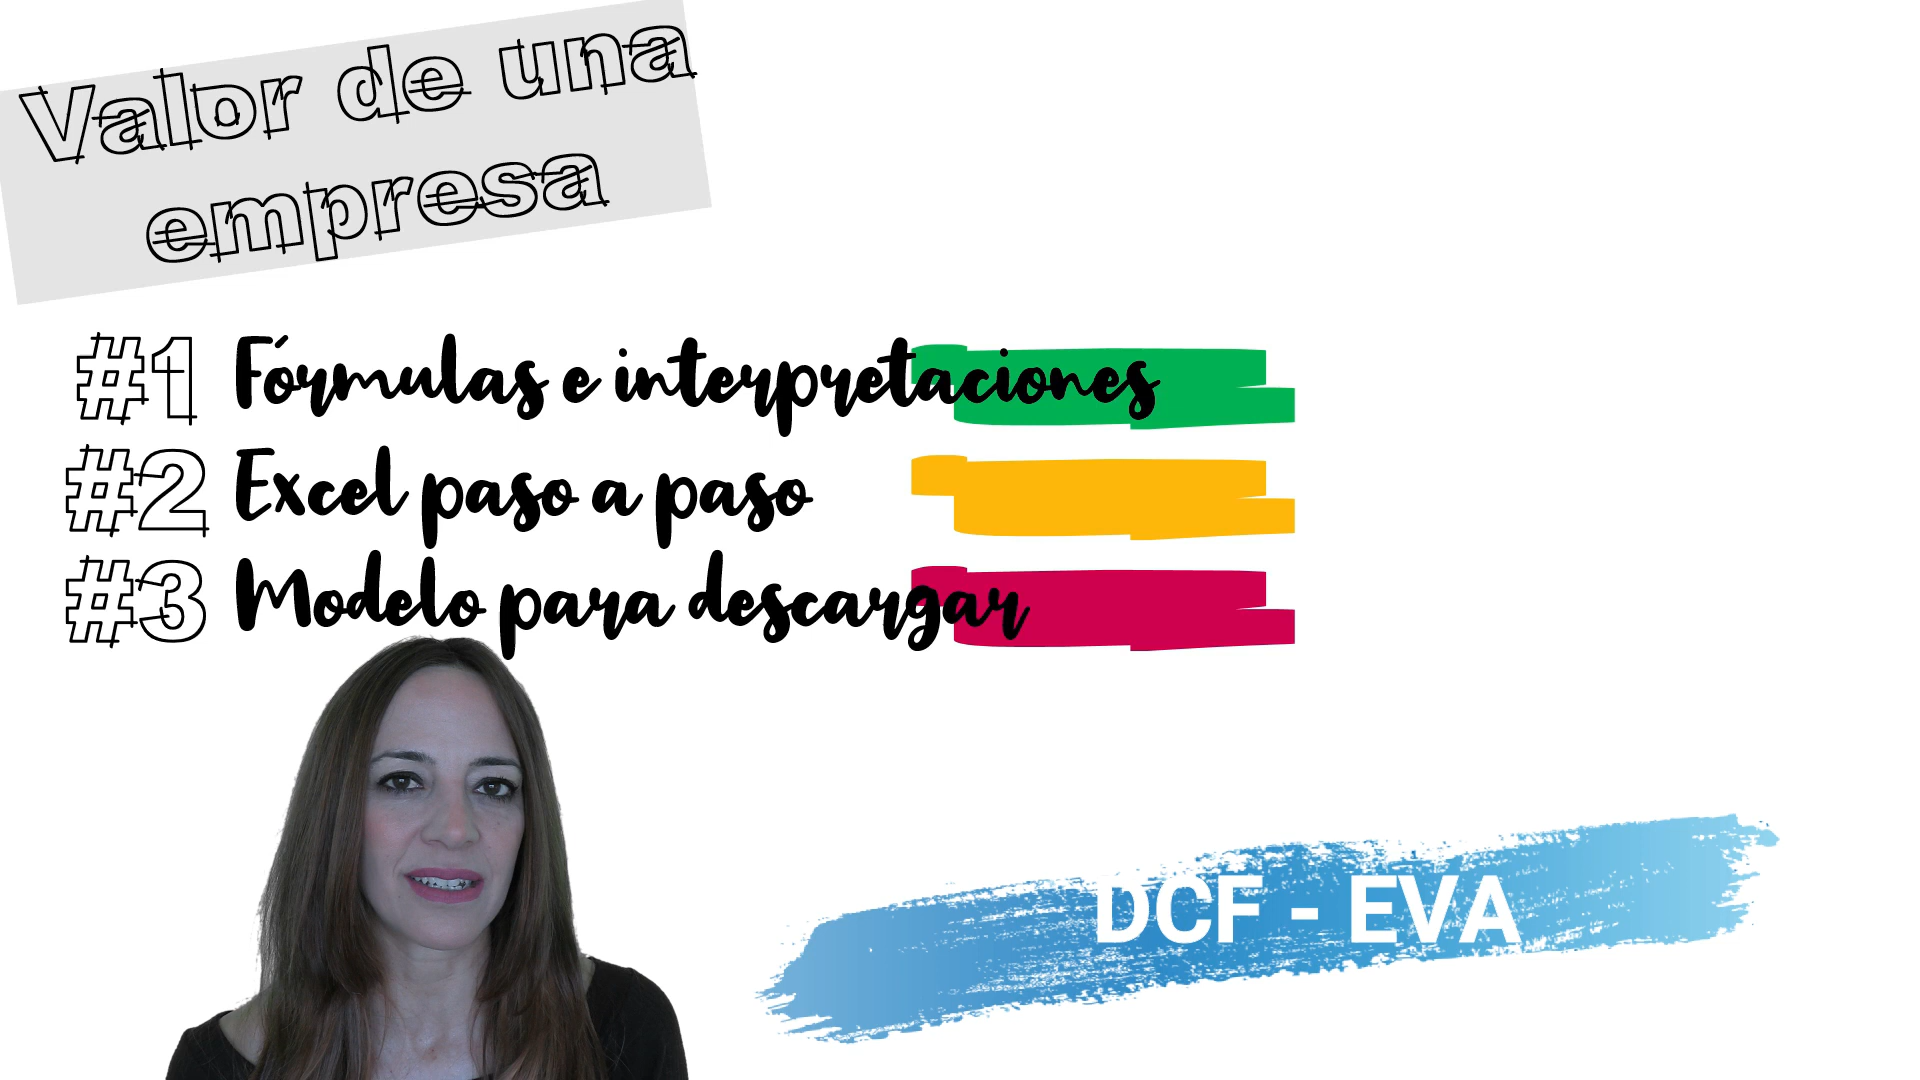 Valor de una
empresa
#1 Fórmulas e interpretaciones
#2 Excel paso a paso
#3 Modelo para descargar
DCF - EVA